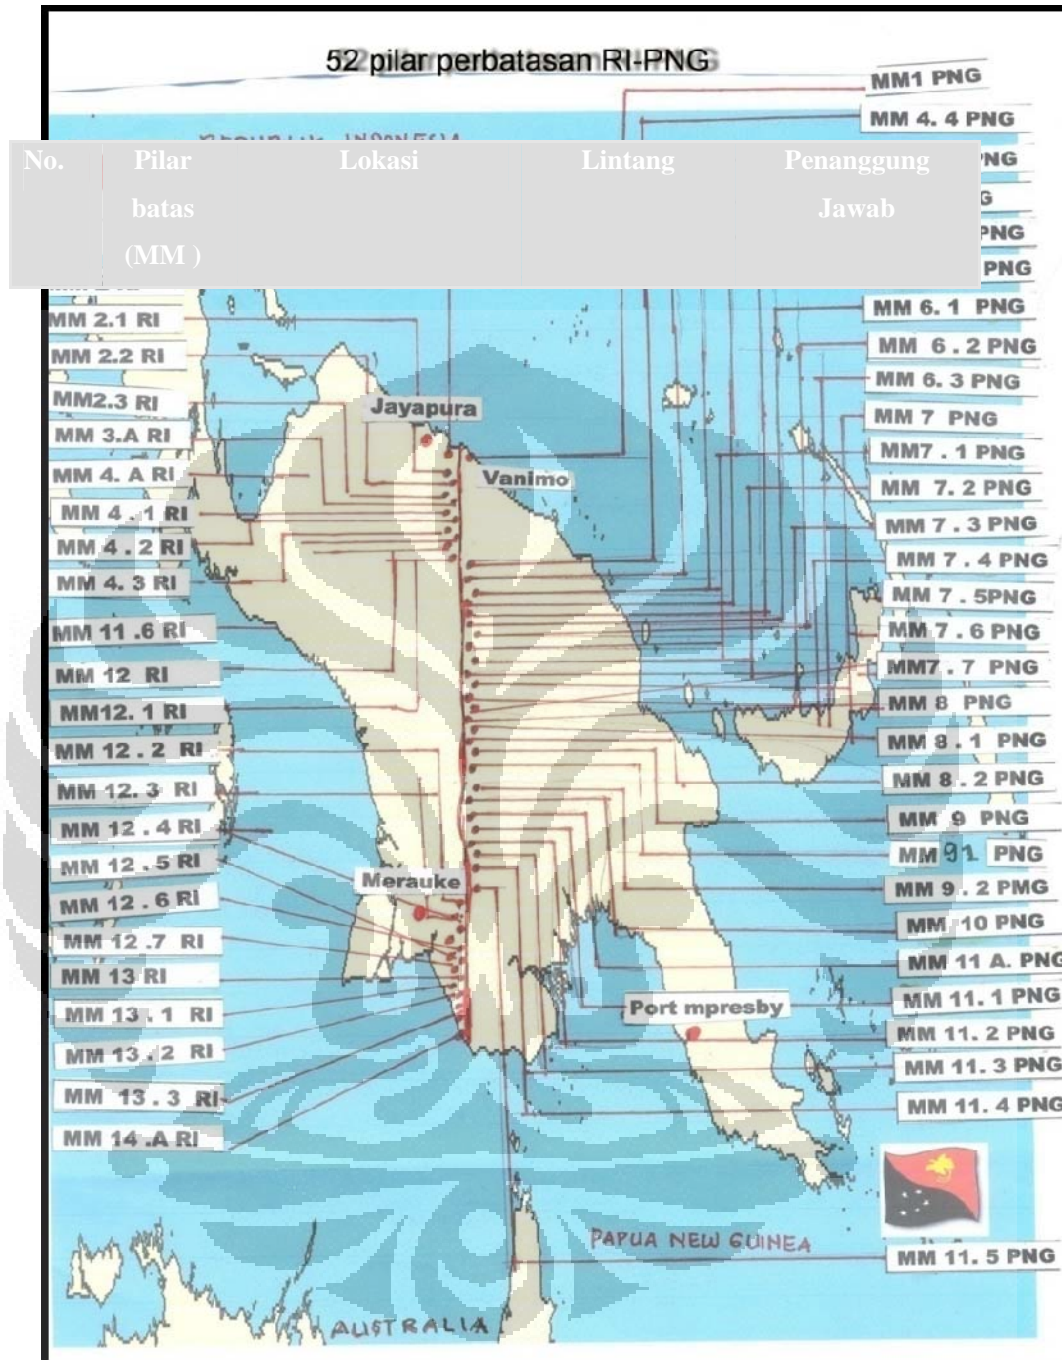 52 pilar perbatasan RI-PNG
MM1 PNG
MM 4. 4 PNG
REPUBLIK INDONESIA
No.
Pilar
batas
(MM )
Lokasi
Lintang
Penanggung
Jawab
PNG
G
PNG
PNG
MM 2.1 RI
MM 2.2 RI
MM2.3 RI
MM 3.A RI
MM 4. A RI
MM 4 . 1 RI
MM 4 . 2 RI
MM 4. 3 RI
MM 11 .6 RI
MM 12 RI
MM12. 1 RI
MM 12 . 2 RI
MM 12. 3 RI
MM 12 . 4 RI
MM 12 . 5 RI
MM 12 . 6 RI
MM 12 .7 RI
MM 13 RI
MM 13 . 1 RI
MM 13 . 2 RI
MM 13 . 3 RI
MM 14 .A RI
Jayapura
Vanimo
Merauke
Port mpresby
MM 6. 1 PNG
MM 6 . 2 PNG
MM 6. 3 PNG
MM 7 PNG
MM7 . 1 PNG
MM 7. 2 PNG
MM 7 . 3 PNG
MM 7 . 4 PNG
MM 7 . 5PNG
MM 7 . 6 PNG
MM7 . 7 PNG
MM 8 PNG
MM 8 . 1 PNG
MM 8 . 2 PNG
MM 9 PNG
MM 91 PNG
MM 9 . 2 PMG
MM 10 PNG
MM 11 A. PNG
MM 11. 1 PNG
MM 11. 2 PNG
MM 11. 3 PNG
MM 11. 4 PNG
PAPUA NEW GUINEA
MM 11. 5 PNG
AUSTRALIA